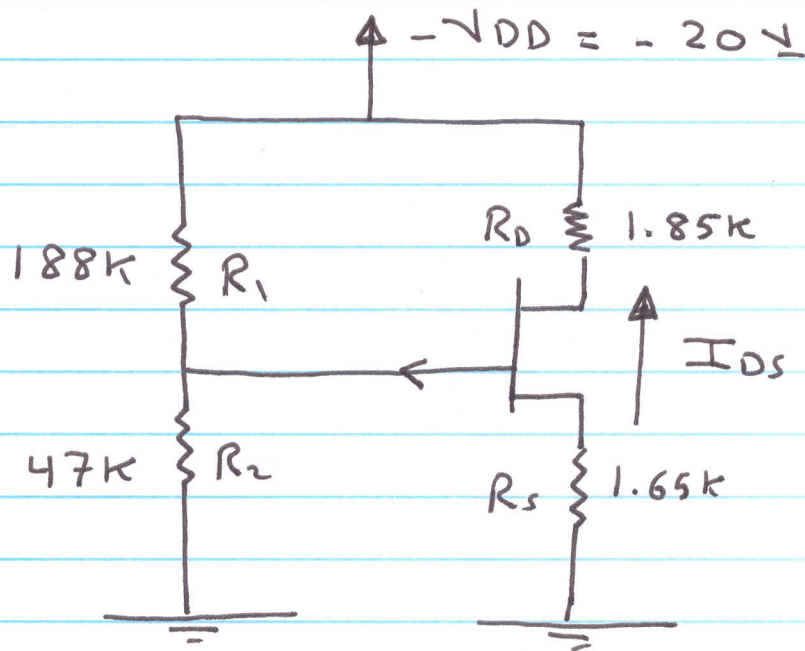 -VDD = -20V
RD 1.85K
188K R1
IDS
47K R2
RS 1.65K